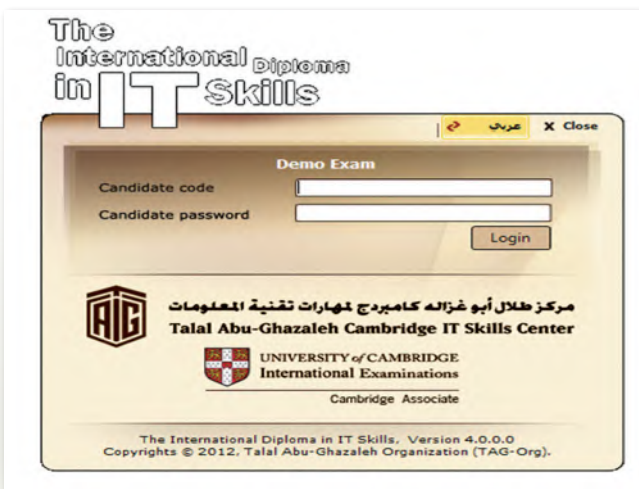 The
International Diploma
in IT Skills
عربي X Close
Demo Exam
Candidate code
Candidate password
Login
TAG
مركز طلال أبو غزاله كامبردج لمهارات تقنية المعلومات
Talal Abu-Ghazaleh Cambridge IT Skills Center
UNIVERSITY of CAMBRIDGE
International Examinations
Cambridge Associate
The International Diploma in IT Skills, Version 4.0.0.0
Copyrights © 2012, Talal Abu-Ghazaleh Organization (TAG-Org).